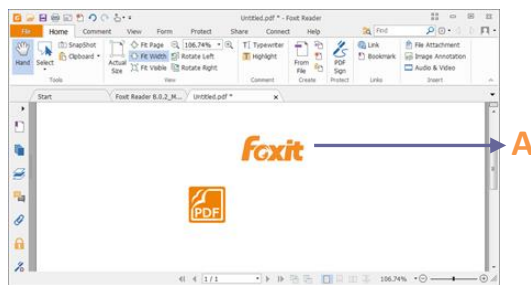 Untitled.pdf * - Foxit Reader
File Home Comment View Form Protect Share Connect Help Find
Hand Select SnapShot Clipboard Actual Size Fit Page Fit Width Fit Visible 106.74% Rotate Left Rotate Right Typewriter Highlight From File PDF Sign Link Bookmark File Attachment Image Annotation Audio & Video
Tools View Comment Create Protect Links Insert
Start Foxit Reader 8.0.2_M... Untitled.pdf *
foxit A
PDF
1 / 1 106.74%